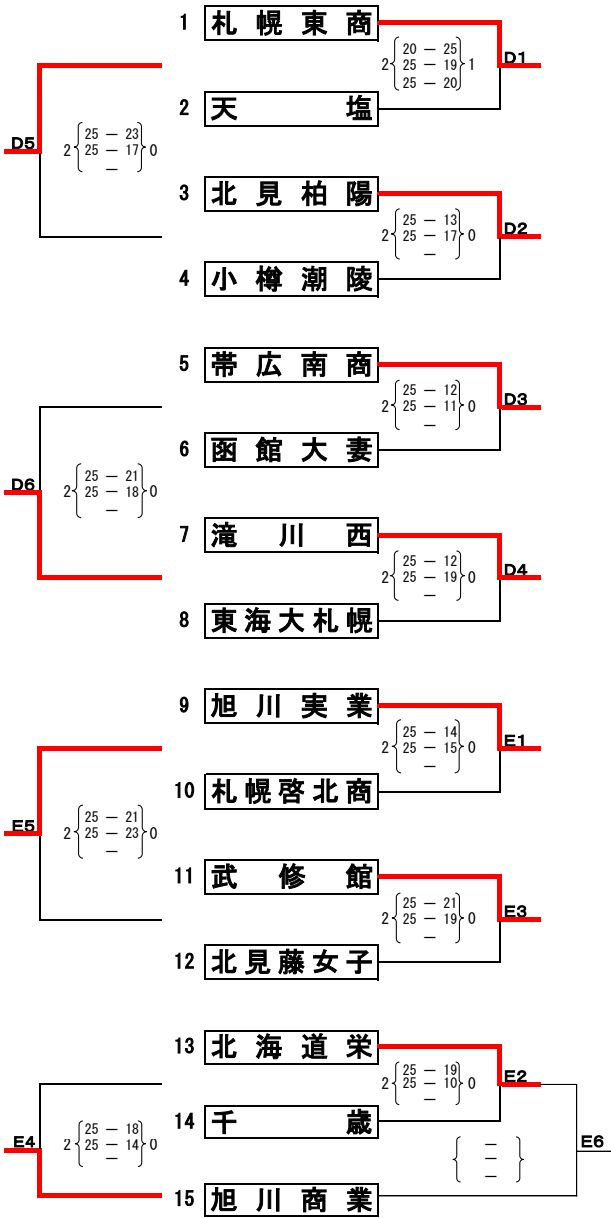 1 札幌東商
20 － 25
2 25 － 19 1
25 － 20
D1
2 天塩
D5
25 － 23
2 25 － 17 0
－
3 北見柏陽
25 － 13
2 25 － 17 0
－
D2
4 小樽潮陵
5 帯広南商
25 － 12
2 25 － 11 0
－
D3
6 函館大妻
D6
25 － 21
2 25 － 18 0
－
7 滝川西
25 － 12
2 25 － 19 0
－
D4
8 東海大札幌
9 旭川実業
25 － 14
2 25 － 15 0
－
E1
10 札幌啓北商
E5
25 － 21
2 25 － 23 0
－
11 武修館
25 － 21
2 25 － 19 0
－
E3
12 北見藤女子
13 北海道栄
25 － 19
2 25 － 10 0
－
E2
14 千歳
E4
25 － 18
2 25 － 14 0
－
－
－
－
E6
15 旭川商業